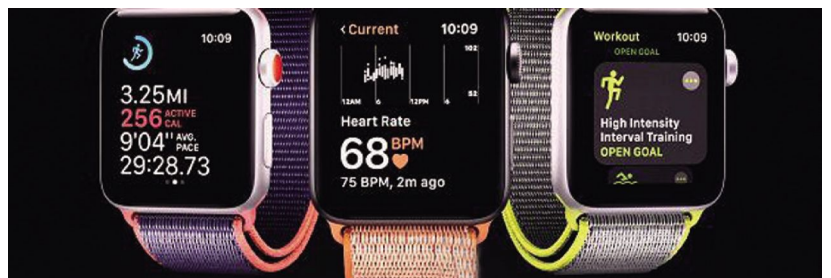 10:09
3.25MI
256 ACTIVE CAL
9'04" AVG. PACE
29:28.73
< Current 10:09
102
52
12AM 6 12PM 6
Heart Rate
68 BPM
75 BPM, 2m ago
Workout 10:09
OPEN GOAL
High Intensity
Interval Training
OPEN GOAL